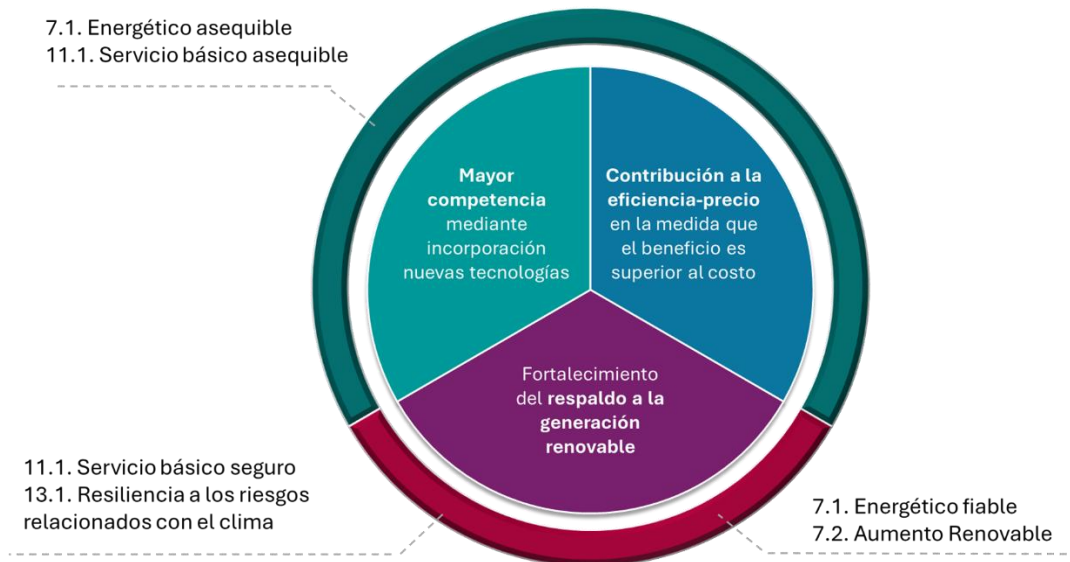 7.1. Energético asequible
11.1. Servicio básico asequible
Mayor
competencia
mediante
incorporación
nuevas tecnologías
Contribución a la
eficiencia-precio
en la medida que
el beneficio es
superior al costo
Fortalecimiento
del respaldo a la
generación
renovable
11.1. Servicio básico seguro
13.1. Resiliencia a los riesgos
relacionados con el clima
7.1. Energético fiable
7.2. Aumento Renovable